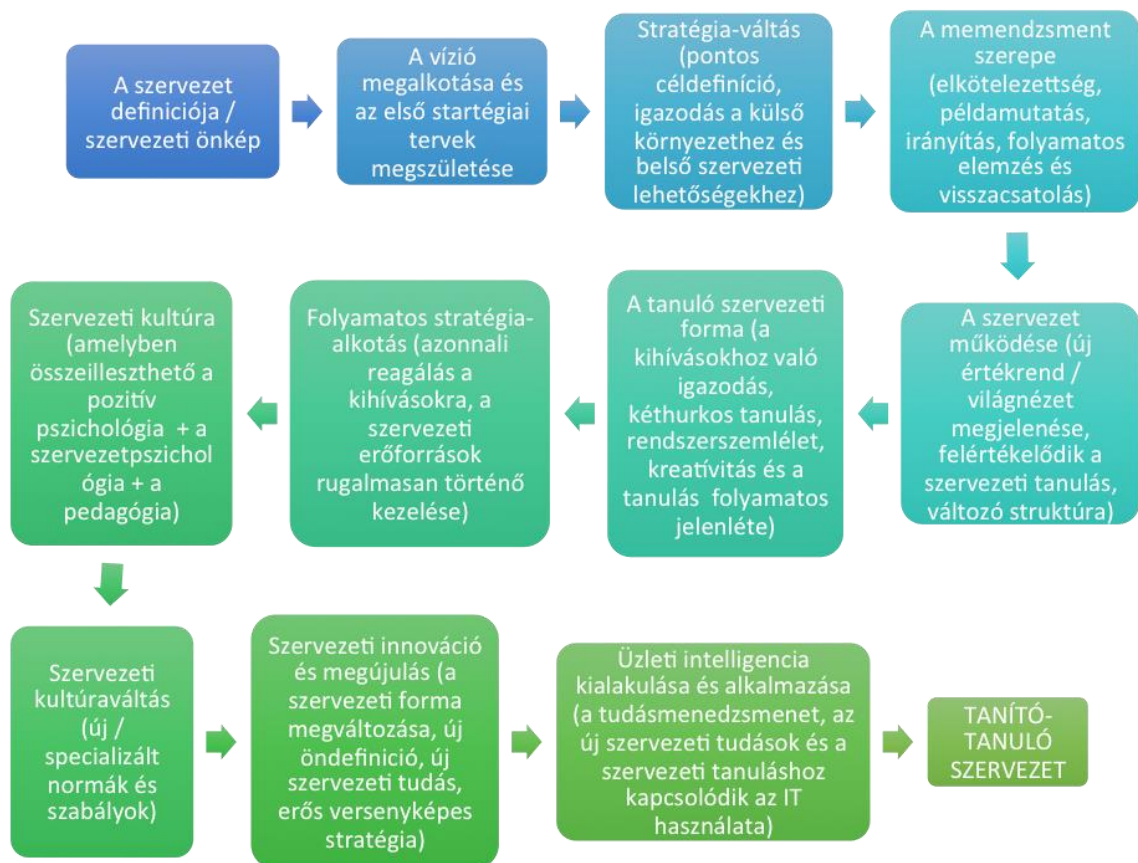 A szervezet
definiciója /
szervezeti önkép
A vízió
megalkotása és
az első startégiai
tervek
megszületése
Stratégia-váltás
(pontos
céldefiníció,
igazodás a külső
környezethez és
belső szervezeti
lehetőségekhez)
A memendzsment
szerepe
(elkötelezettség,
példamutatás,
irányítás, folyamatos
elemzés és
visszacsatolás)
A szervezet
működése (új
értékrend /
világnézet
megjelenése,
felértékelődik a
szervezeti tanulás,
változó struktúra)
A tanuló szervezeti
forma (a
kihívásokhoz való
igazodás,
kéthurkos tanulás,
rendszerszemlélet,
kreatívitás és a
tanulás folyamatos
jelenléte)
Folyamatos stratégia-
alkotás (azonnali
reagálás a
kihívásokra, a
szervezeti
erőforrások
rugalmasan történő
kezelése)
Szervezeti kultúra
(amelyben
összeilleszthető a
pozitív
pszichológia + a
szervezetpszichol
ógia + a
pedagógia)
Szervezeti
kultúraváltás
(új /
specializált
normák és
szabályok)
Szervezeti innováció
és megújulás (a
szervezeti forma
megváltozása, új
öndefinició, új
szervezeti tudás,
erős versenyképes
stratégia)
Üzleti intelligencia
kialakulása és alkalmazása
(a tudásmenedzsmenet, az
új szervezeti tudások és a
szervezeti tanuláshoz
kapcsolódik az IT
használata)
TANÍTÓ-
TANULÓ
SZERVEZET